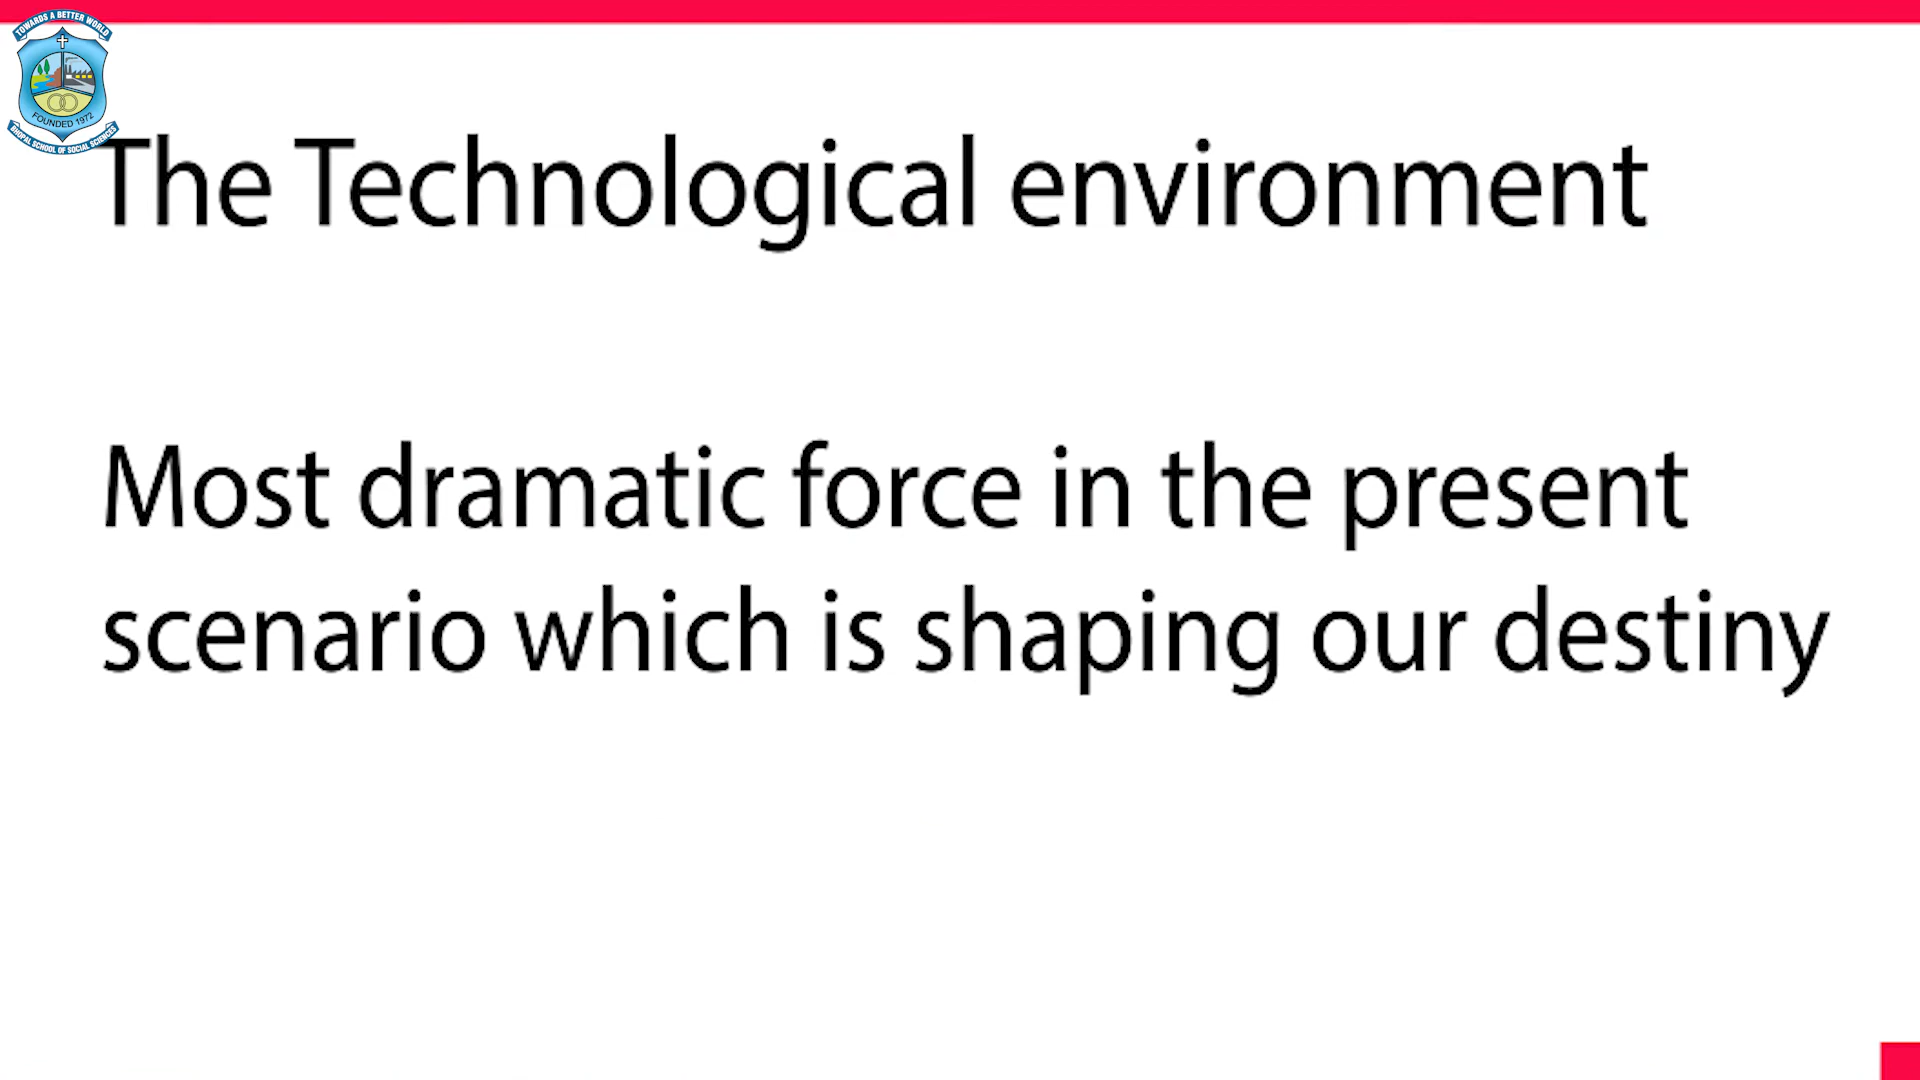 TOWARDS A BETTER WORLD
FOUNDED 1972
BHOPAL SCHOOL OF SOCIAL SCIENCES
The Technological environment
Most dramatic force in the present
scenario which is shaping our destiny